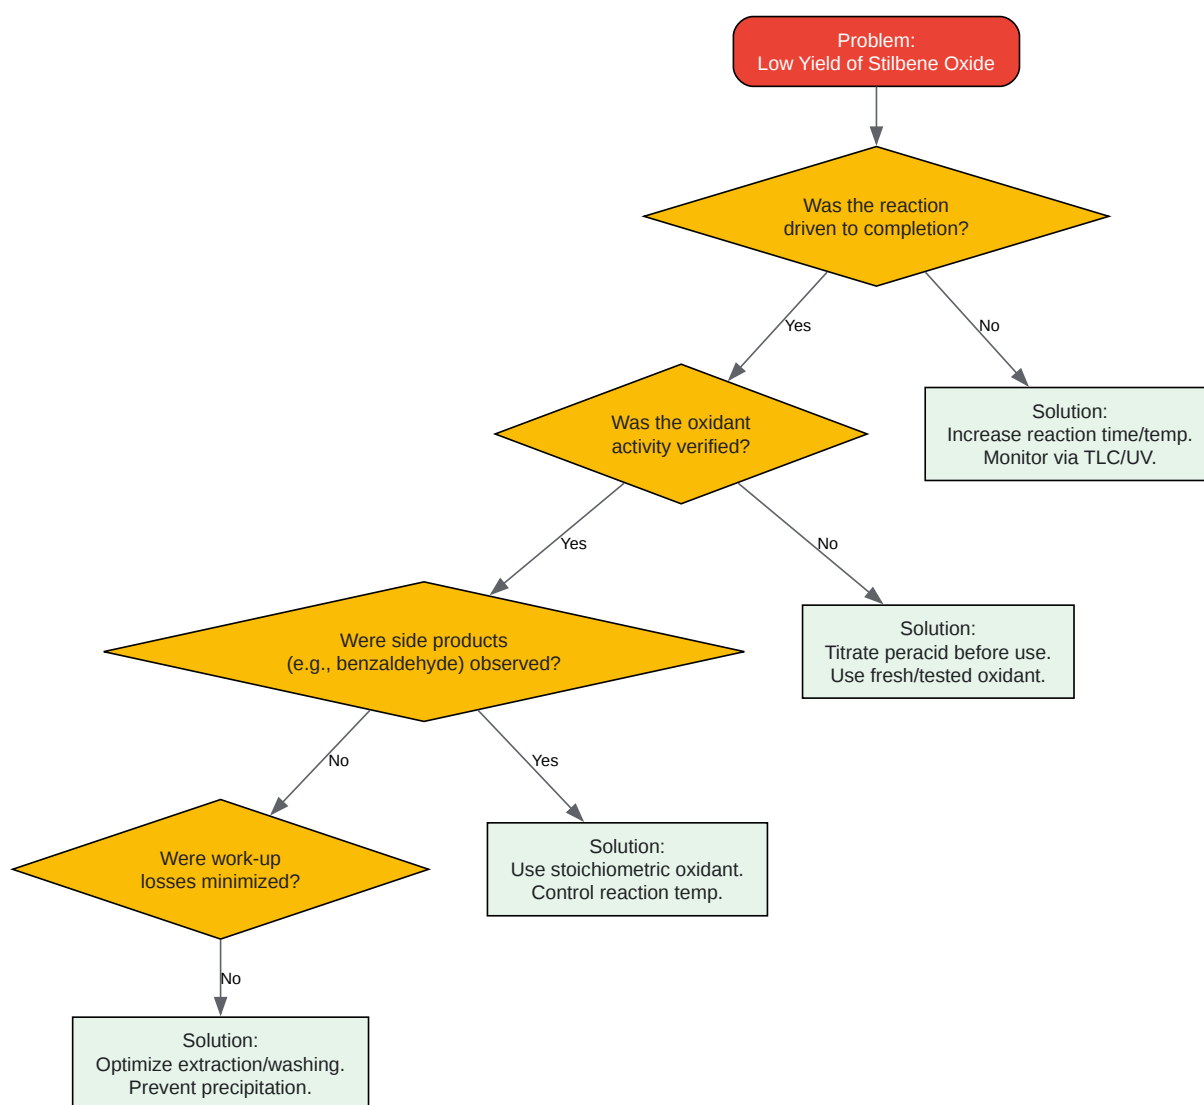 Problem:
Low Yield of Stilbene Oxide
Was the reaction
driven to completion?
Yes
No
Was the oxidant
activity verified?
Solution:
Increase reaction time/temp.
Monitor via TLC/UV.
Yes
No
Were side products
(e.g., benzaldehyde) observed?
Solution:
Titrate peracid before use.
Use fresh/tested oxidant.
No
Yes
Were work-up
losses minimized?
Solution:
Use stoichiometric oxidant.
Control reaction temp.
No
Solution:
Optimize extraction/washing.
Prevent precipitation.